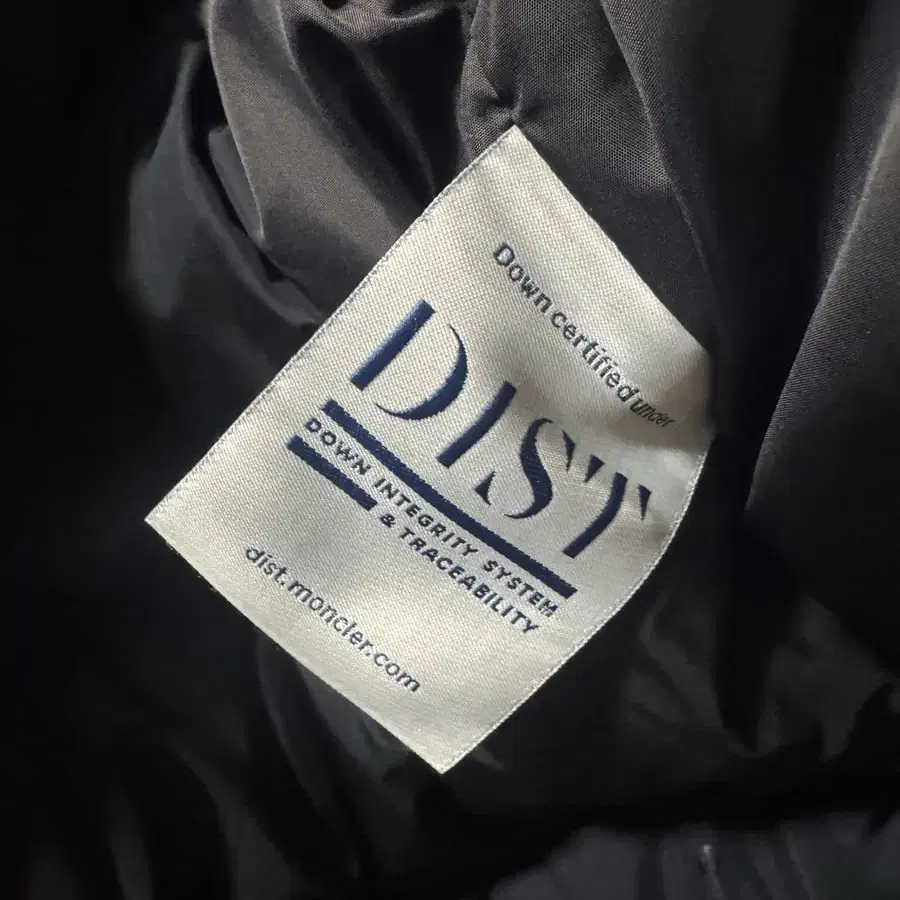 Down certified under
DIST
DOWN INTEGRITY SYSTEM
& TRACEABILITY
dist.moncler.com